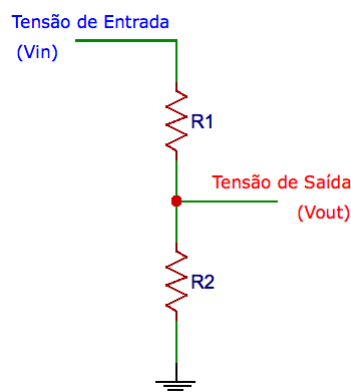 Tensão de Entrada
(Vin)
R1
Tensão de Saída
(Vout)
R2